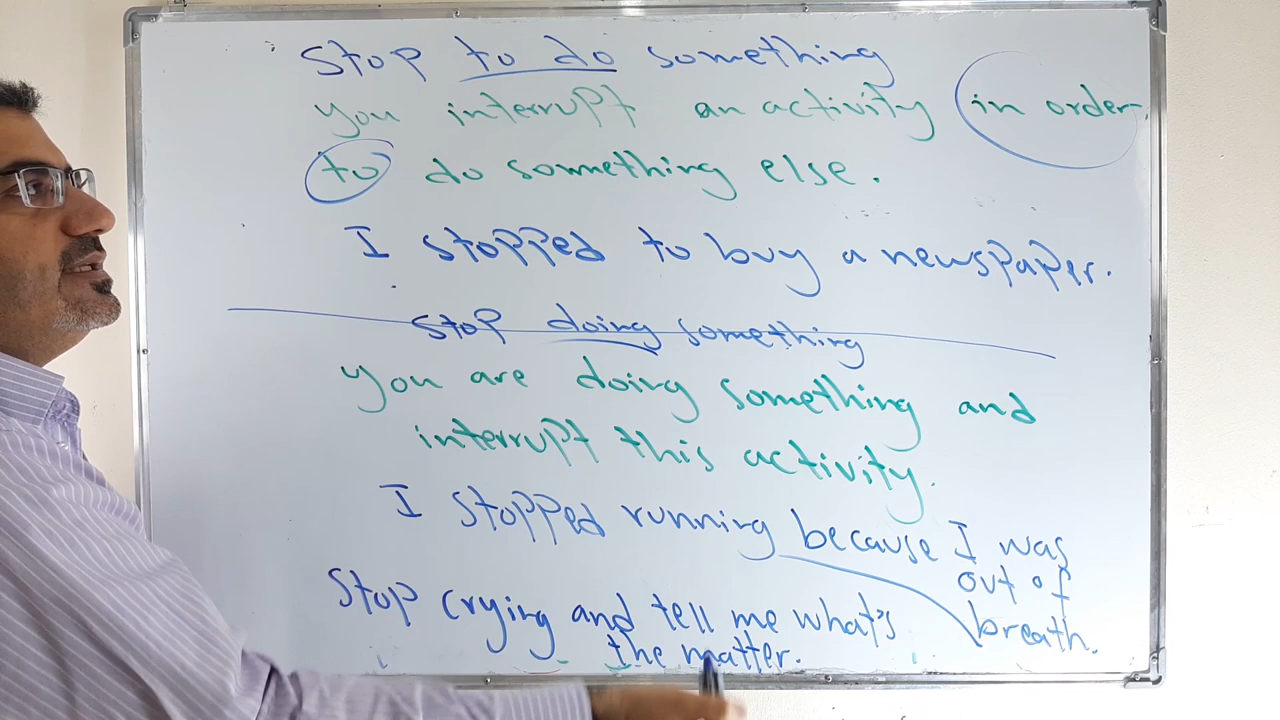 stop to do something
you interrupt an activity in order
to do something else.
I stopped to buy a newspaper.
stop doing something
you are doing something and
interrupt this activity.
I stopped running because I was
out of
breath.
Stop crying and tell me what's
the matter.